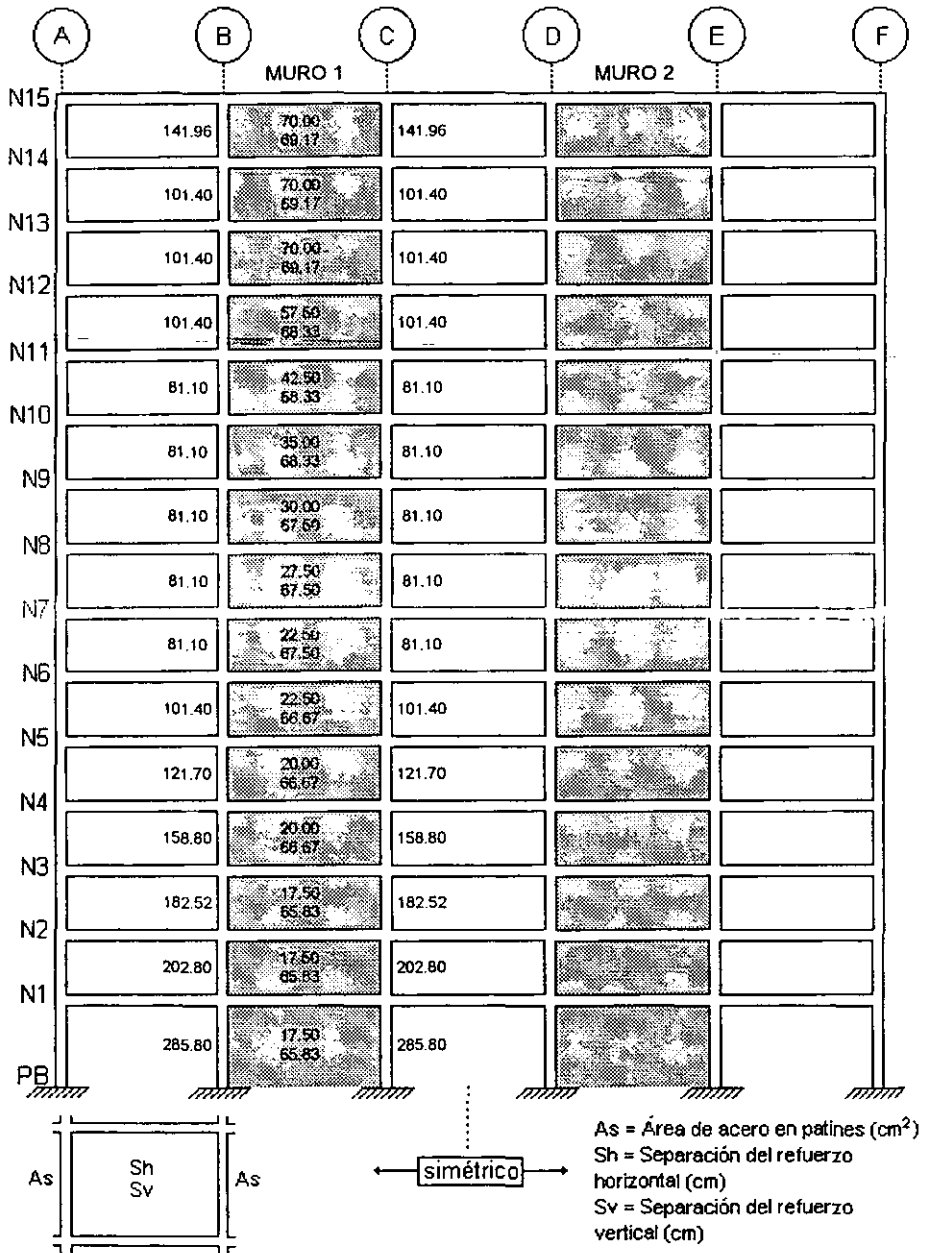 A B C D E F
MURO 1 MURO 2
N15
141.96 70.00 141.96
69.17
N14
101.40 70.00 101.40
69.17
N13
101.40 70.00 101.40
69.17
N12
101.40 57.50 101.40
68.33
N11
81.10 42.50 81.10
68.33
N10
81.10 35.00 81.10
68.33
N9
81.10 30.00 81.10
67.50
N8
81.10 27.50 81.10
67.50
N7
81.10 22.50 81.10
67.50
N6
101.40 22.50 101.40
66.67
N5
121.70 20.00 121.70
66.67
N4
158.80 20.00 158.80
66.67
N3
182.52 17.50 182.52
65.83
N2
202.80 17.50 202.80
65.83
N1
285.80 17.50 285.80
65.83
PB
As Sh As
Sv
simétrico
As = Área de acero en patines (cm²)
Sh = Separación del refuerzo
horizontal (cm)
Sv = Separación del refuerzo
vertical (cm)